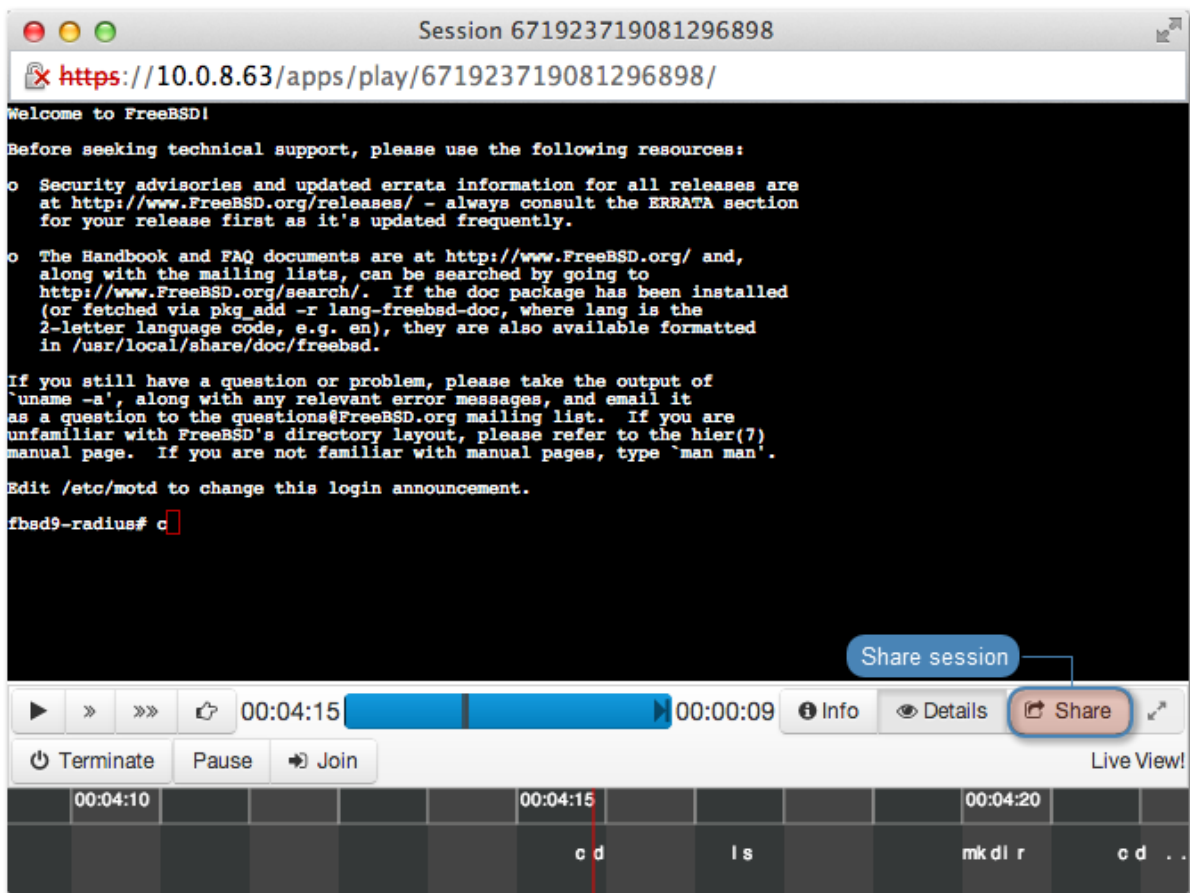 Session 671923719081296898
https://10.0.8.63/apps/play/671923719081296898/
Welcome to FreeBSD!
Before seeking technical support, please use the following resources:
o  Security advisories and updated errata information for all releases are
at http://www.FreeBSD.org/releases/ - always consult the ERRATA section
for your release first as it's updated frequently.
o  The Handbook and FAQ documents are at http://www.FreeBSD.org/ and,
along with the mailing lists, can be searched by going to
http://www.FreeBSD.org/search/.  If the doc package has been installed
(or fetched via pkg_add -r lang-freebsd-doc, where lang is the
2-letter language code, e.g. en), they are also available formatted
in /usr/local/share/doc/freebsd.
If you still have a question or problem, please take the output of
`uname -a', along with any relevant error messages, and email it
as a question to the questions@FreeBSD.org mailing list.  If you are
unfamiliar with FreeBSD's directory layout, please refer to the hier(7)
manual page.  If you are not familiar with manual pages, type `man man'.
Edit /etc/motd to change this login announcement.
fbsd9-radius# c
Share session
00:04:15 00:00:09 Info Details Share
Terminate Pause Join Live View!
00:04:10 00:04:15 00:04:20
c d l s mk d i r c d . .